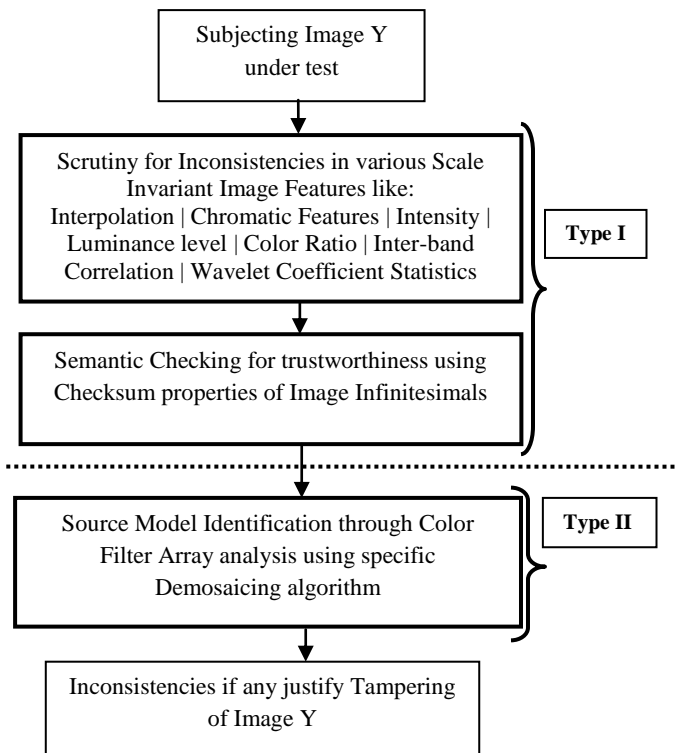 Subjecting Image Y
under test
Scrutiny for Inconsistencies in various Scale
Invariant Image Features like:
Interpolation | Chromatic Features | Intensity |
Luminance level | Color Ratio | Inter-band
Correlation | Wavelet Coefficient Statistics
Type I
Semantic Checking for trustworthiness using
Checksum properties of Image Infinitesimals
Source Model Identification through Color
Filter Array analysis using specific
Demosaicing algorithm
Type II
Inconsistencies if any justify Tampering
of Image Y